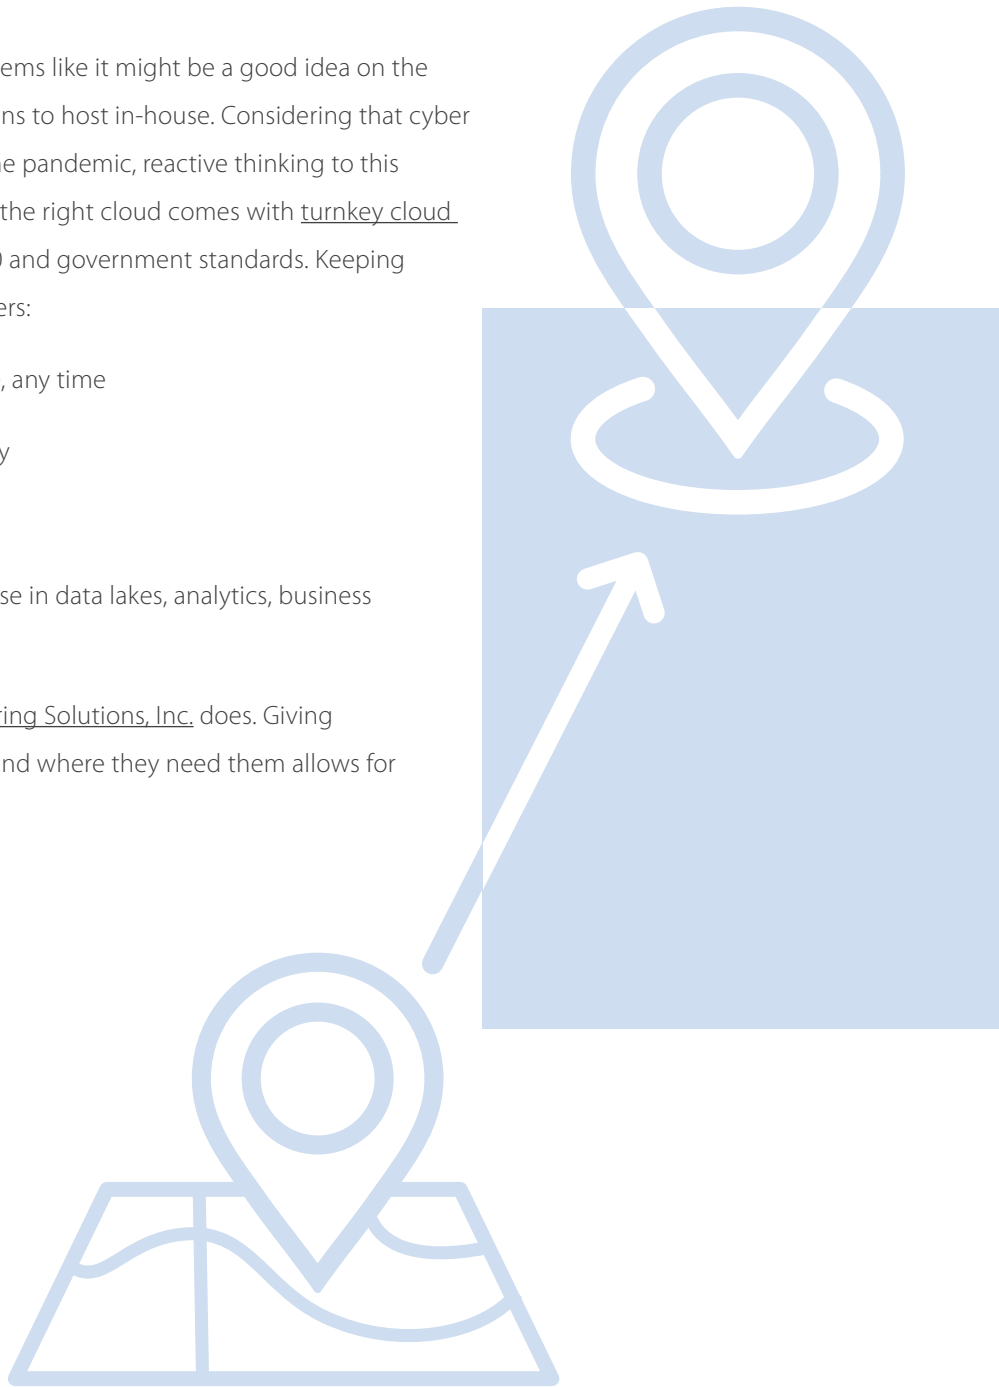 ems like it might be a good idea on the
ns to host in-house. Considering that cyber
e pandemic, reactive thinking to this
the right cloud comes with turnkey cloud
and government standards. Keeping
ers:
, any time
y
se in data lakes, analytics, business
ring Solutions, Inc. does. Giving
nd where they need them allows for